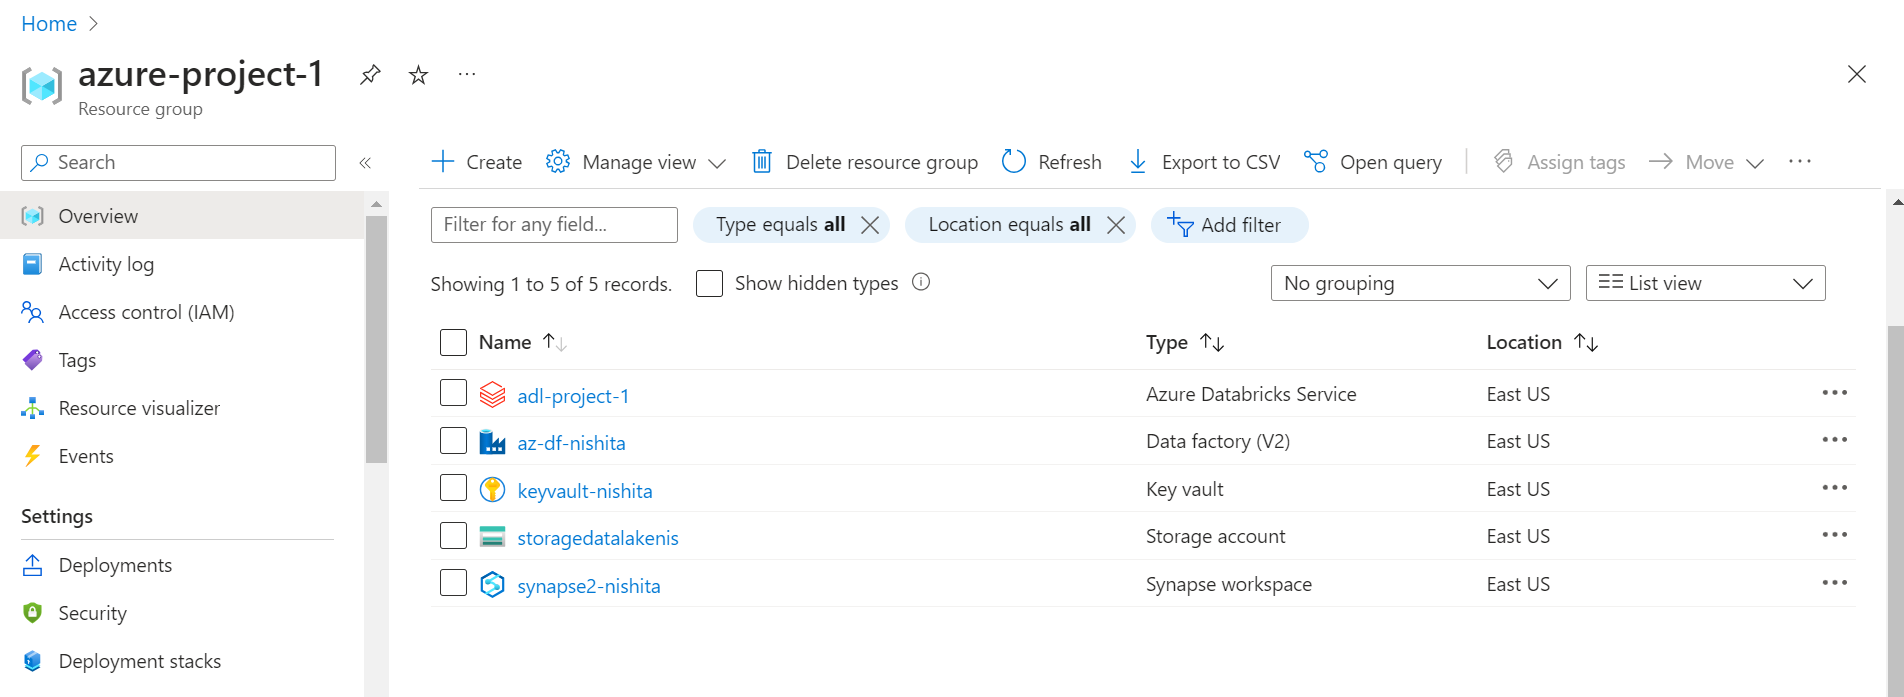 Home
azure-project-1
Resource group
Search
Overview
Activity log
Access control (IAM)
Tags
Resource visualizer
Events
Settings
Deployments
Security
Deployment stacks
Create Manage view Delete resource group Refresh Export to CSV Open query Assign tags Move
Filter for any field... Type equals all Location equals all Add filter
Showing 1 to 5 of 5 records. Show hidden types No grouping List view
Name Type Location
adl-project-1 Azure Databricks Service East US
az-df-nishita Data factory (V2) East US
keyvault-nishita Key vault East US
storagedatalakenis Storage account East US
synapse2-nishita Synapse workspace East US